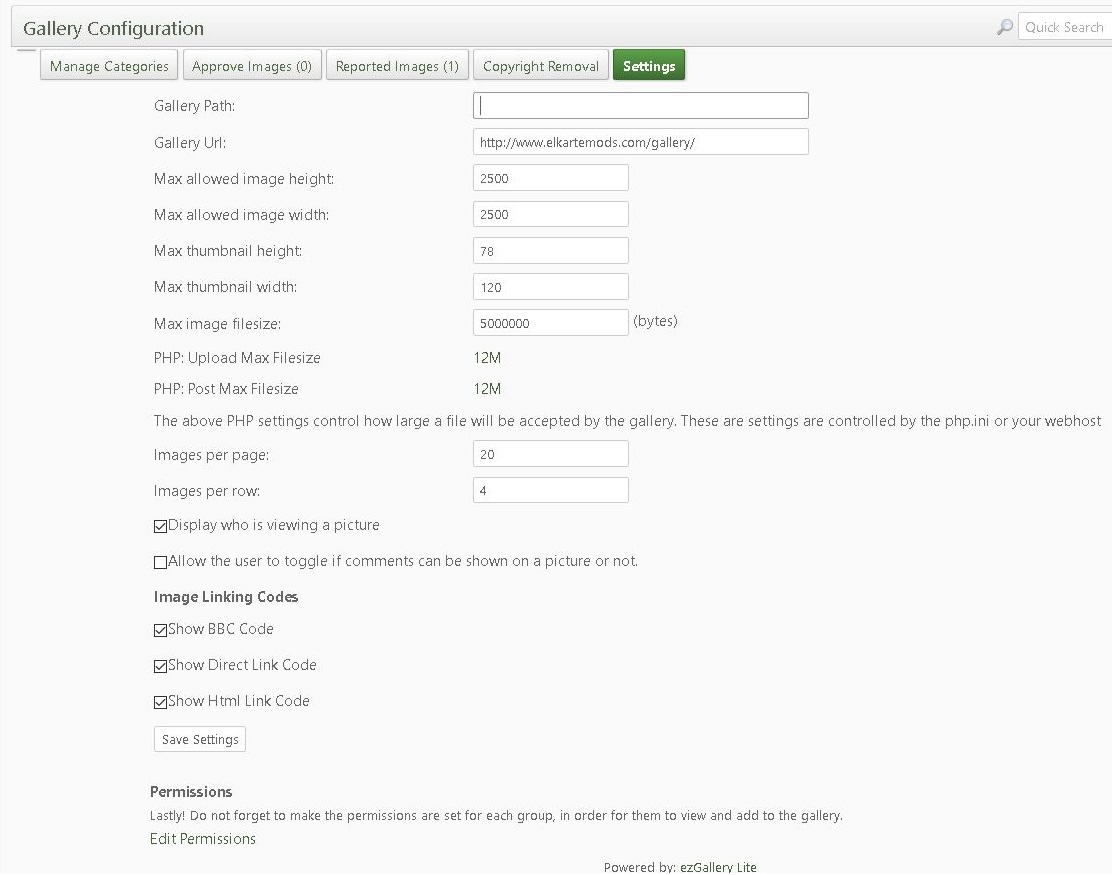 Gallery Configuration
Quick Search
Manage Categories
Approve Images (0)
Reported Images (1)
Copyright Removal
Settings
Gallery Path:
Gallery Url:
http://www.elkartemods.com/gallery/
Max allowed image height:
2500
Max allowed image width:
2500
Max thumbnail height:
78
Max thumbnail width:
120
Max image filesize:
5000000
(bytes)
PHP: Upload Max Filesize
12M
PHP: Post Max Filesize
12M
The above PHP settings control how large a file will be accepted by the gallery. These are settings are controlled by the php.ini or your webhost
Images per page:
20
Images per row:
4
Display who is viewing a picture
Allow the user to toggle if comments can be shown on a picture or not.
Image Linking Codes
Show BBC Code
Show Direct Link Code
Show Html Link Code
Save Settings
Permissions
Lastly! Do not forget to make the permissions are set for each group, in order for them to view and add to the gallery.
Edit Permissions
Powered by: ezGallery Lite